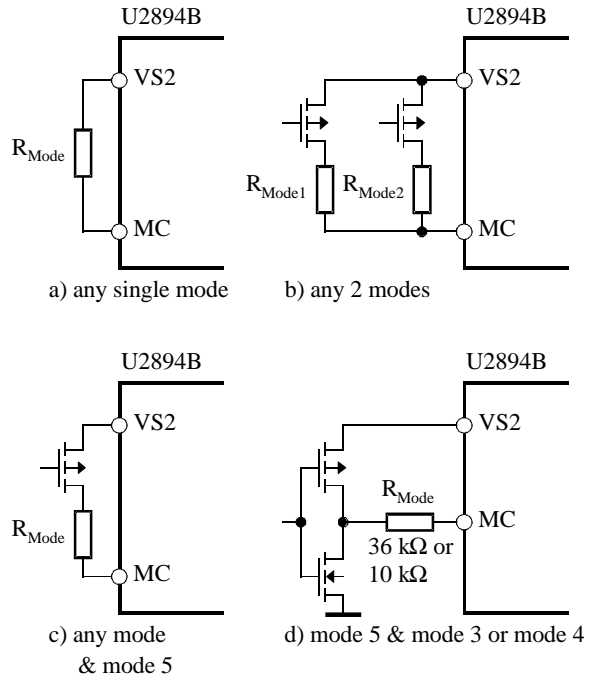 U2894B
VS2
R_Mode
MC
a) any single mode
U2894B
VS2
R_Mode1
R_Mode2
MC
b) any 2 modes
U2894B
VS2
R_Mode
MC
c) any mode
& mode 5
U2894B
VS2
R_Mode
MC
36 kΩ or
10 kΩ
d) mode 5 & mode 3 or mode 4